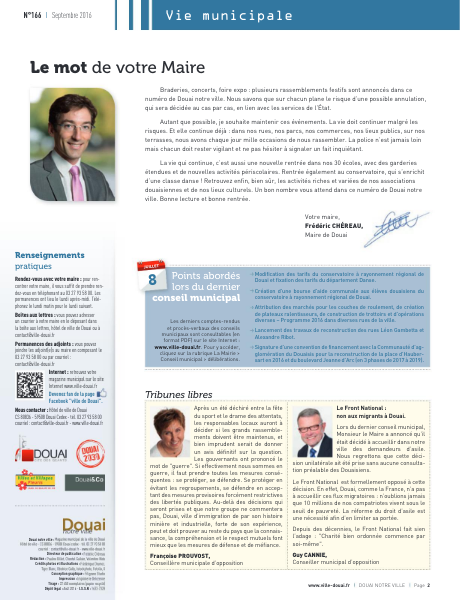 N°166 | Septembre 2016
Vie municipale
Le mot de votre Maire
Braderies, concerts, foire expo : plusieurs rassemblements festifs sont annoncés dans ce
numéro de Douai notre ville. Nous savons que sur chacun plane le risque d'une possible annulation,
qui sera décidée au cas par cas, en lien avec les services de l'État.
Autant que possible, je souhaite maintenir ces événements. La vie doit continuer malgré les
risques. Et elle continue déjà : dans nos rues, nos parcs, nos commerces, nos lieux publics, sur nos
terrasses, nous avons chaque jour mille occasions de nous rassembler. La police n'est jamais loin
mais chacun doit rester vigilant et ne pas hésiter à signaler un fait inquiétant.
La vie qui continue, c'est aussi une nouvelle rentrée dans nos 30 écoles, avec des garderies
étendues et de nouvelles activités périscolaires. Rentrée également au conservatoire, qui s'enrichit
d'une classe danse ! Retrouvez enfin, bien sûr, les activités riches et variées de nos associations
douaisiennes et de nos lieux culturels. Un bon nombre vous attend dans ce numéro de Douai notre
ville. Bonne lecture et bonne rentrée.
Votre maire,
Frédéric CHÉREAU,
Maire de Douai
Renseignements
pratiques
Rendez-vous avec votre maire : pour ren-
contrer votre maire, il vous suffit de prendre ren-
dez-vous en téléphonant au 03 27 93 58 00. Les
permanences ont lieu le lundi après-midi. Télé-
phonez le lundi matin pour le lundi suivant.
Boîtes aux lettres : vous pouvez adresser
un courrier à votre maire en le déposant dans
la boîte aux lettres, hôtel de ville de Douai ou à
contact@ville-douai.fr
Permanences des adjoints : vous pouvez
joindre les adjoint(e)s au maire en composant le
03 27 93 58 00 ou par courriel :
contact@ville-douai.fr
Internet : retrouvez votre
magazine municipal sur le site
Internet www.ville-douai.fr
Devenez fan de la page
Facebook "ville de Douai".
Nous contacter : Hôtel de ville de Douai
CS 80836 - 59508 Douai Cedex - tél. 03 27 93 58 00
courriel : contact@ville-douai.fr - www.ville-douai.fr
DOUAI
Villes et Villages Fleuris
Douai&Co
Douai
notre ville
JUILLET
8
Points abordés
lors du dernier
conseil municipal
Les derniers comptes-rendus
et procès-verbaux des conseils
municipaux sont consultables (en
format PDF) sur le site Internet :
www.ville-douai.fr. Pour y accéder,
cliquez sur la rubrique La Mairie <
Conseil municipal < délibérations.
• Modification des tarifs du conservatoire à rayonnement régional de
Douai et fixation des tarifs du département Danse.
• Création d'une bourse d'aide communale aux élèves douaisiens du
conservatoire à rayonnement régional de Douai.
• Attribution des marchés pour les couches de roulement, de création
de plateaux ralentisseurs, de construction de trottoirs et d'opérations
diverses – Programme 2016 dans diverses rues de la ville.
• Lancement des travaux de reconstruction des rues Léon Gambetta et
Alexandre Ribot.
• Signature d'une convention de financement avec la Communauté d'ag-
glomération du Douaisis pour la reconstruction de la place d'Haubersart
en 2016 et du boulevard Jeanne d'Arc (en 3 phases de 2017 à 2019).
Tribunes libres
Après un été déchiré entre la fête
du sport et le drame des attentats,
les responsables locaux auront à
décider si les grands rassemble-
ments doivent être maintenus, et
bien imprudent serait de donner
un avis définitif sur la question.
Les gouvernants ont prononcé le
mot de "guerre". Si effectivement nous sommes
en guerre, il faut prendre toutes les mesures consé-
quentes : se protéger, se défendre. Se protéger en
évitant les regroupements, se défendre en accep-
tant des mesures provisoires forcément restrictives
des libertés publiques. Au-delà des décisions qui
seront prises et que notre groupe ne commentera
pas, Douai, ville d'immigration de par son histoire
minière et industrielle, forte de son expérience,
peut et doit prouver au reste du pays que la connais-
sance, la compréhension et le respect mutuels font
mieux que les mesures de défense et de méfiance.
Françoise PROUVOST,
Conseillère municipale d'opposition
Le Front National :
non aux migrants à Douai.
Lors du dernier conseil municipal,
Monsieur le Maire a annoncé qu'il
était décidé à accueillir dans notre
ville des demandeurs d'asile.
Nous regrettons que cette déci-
sion unilatérale ait été prise sans aucune consulta-
tion préalable des Douaisiens.
Le Front National est formellement opposé à cette
décision. En effet, Douai, comme la France, n'a pas
à accueillir ces flux migratoires : n'oublions jamais
que 10 millions de nos compatriotes vivent sous le
seuil de pauvreté. La réforme du droit d'asile est
une nécessité afin d'en limiter sa portée.
Depuis des décennies, le Front National fait sien
l'adage : "Charité bien ordonnée commence par
soi-même".
Guy CANNIE,
Conseiller municipal d'opposition
www.ville-douai.fr | DOUAI NOTRE VILLE | Page 2